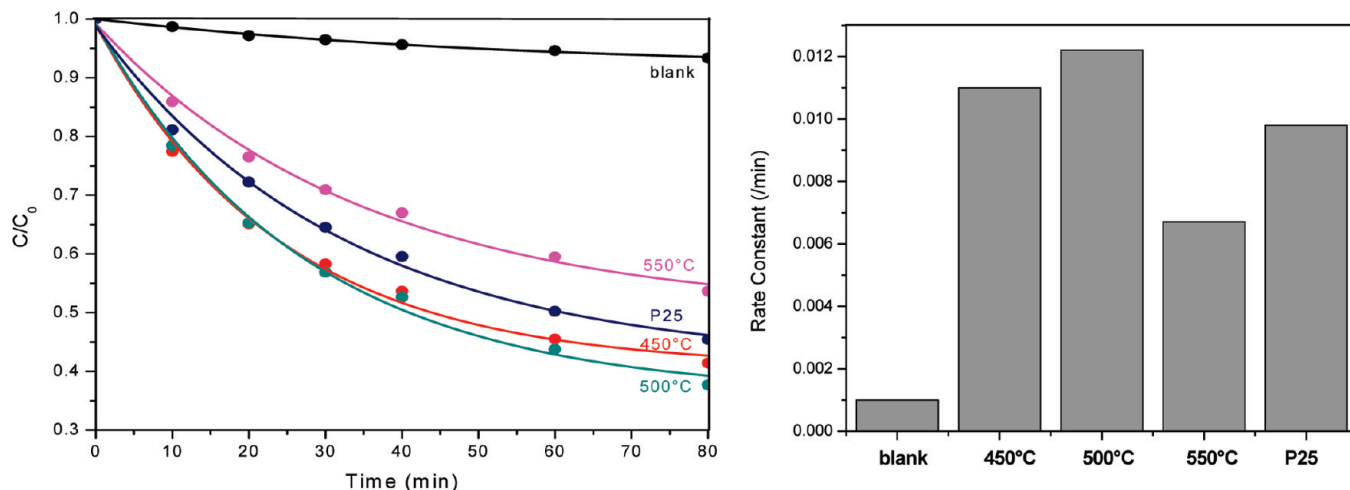 1.0
0.9
0.8
0.7
0.6
0.5
0.4
0.3
C/C0
blank
550°C
P25
450°C
500°C
0 10 20 30 40 50 60 70 80
Time (min)
0.012
0.010
0.008
0.006
0.004
0.002
0.000
Rate Constant (/min)
blank 450°C 500°C 550°C P25